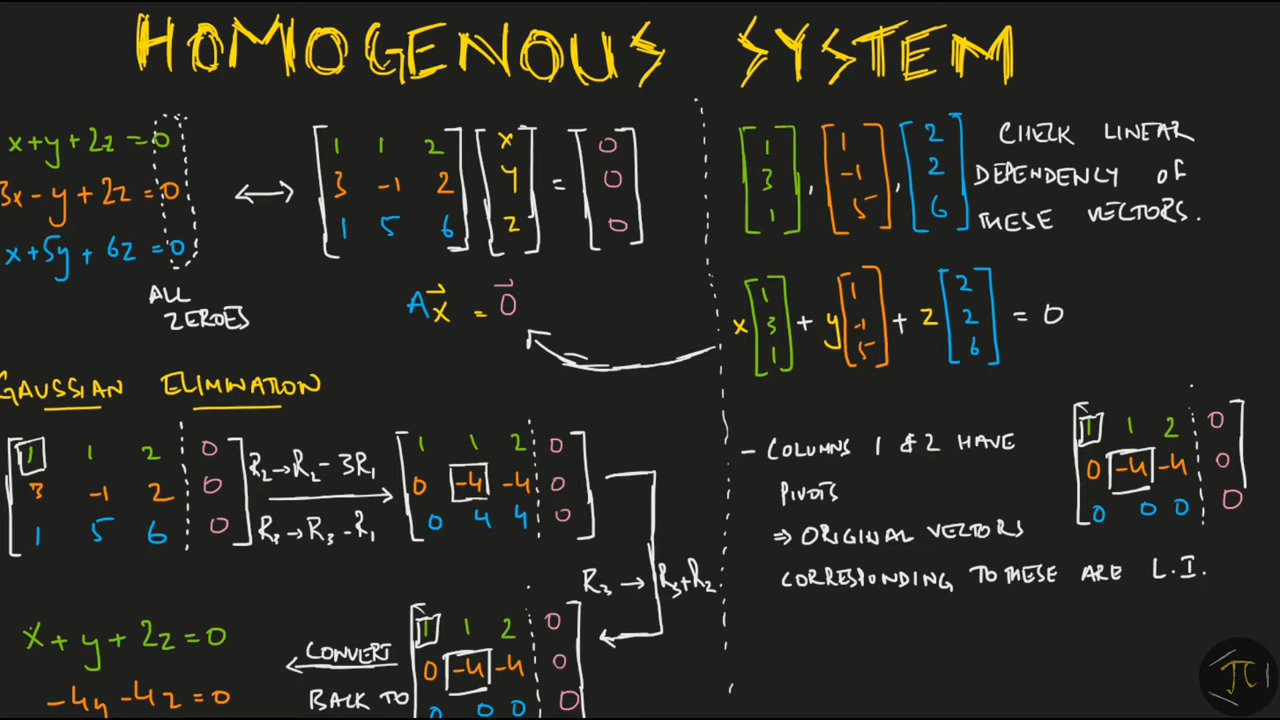 HOMOGENOUS SYSTEM
x+y+2z=0
3x-y+2z=0
x+5y+6z=0
ALL
ZEROES
[1 1 2] [x] = [0]
[3 -1 2] [y] [0]
[1 5 6] [z] [0]
Ax⃗ = 0⃗
GAUSSIAN ELIMINATION
[1 1 2 | 0]
[3 -1 2 | 0]
[1 5 6 | 0]
R2→R2-3R1
R3→R3-R1
[1 1 2 | 0]
[0 -4 -4 | 0]
[0 4 4 | 0]
R3→R3+R2
[1 1 2 | 0]
[0 -4 -4 | 0]
[0 0 0 | 0]
CONVERT
BACK TO
x+y+2z=0
-4y-4z=0
[1] , [1] , [2]
[3] [-1] [2]
[1] [5] [6]
CHECK LINEAR
DEPENDENCY OF
THESE VECTORS.
x[1] + y[1] + z[2] = 0
[3] [-1] [2]
[1] [5] [6]
- COLUMNS 1 & 2 HAVE
PIVOTS
⇒ ORIGINAL VECTORS
CORRESPONDING TO THESE ARE L.I.
[1 1 2 | 0]
[0 -4 -4 | 0]
[0 0 0 | 0]